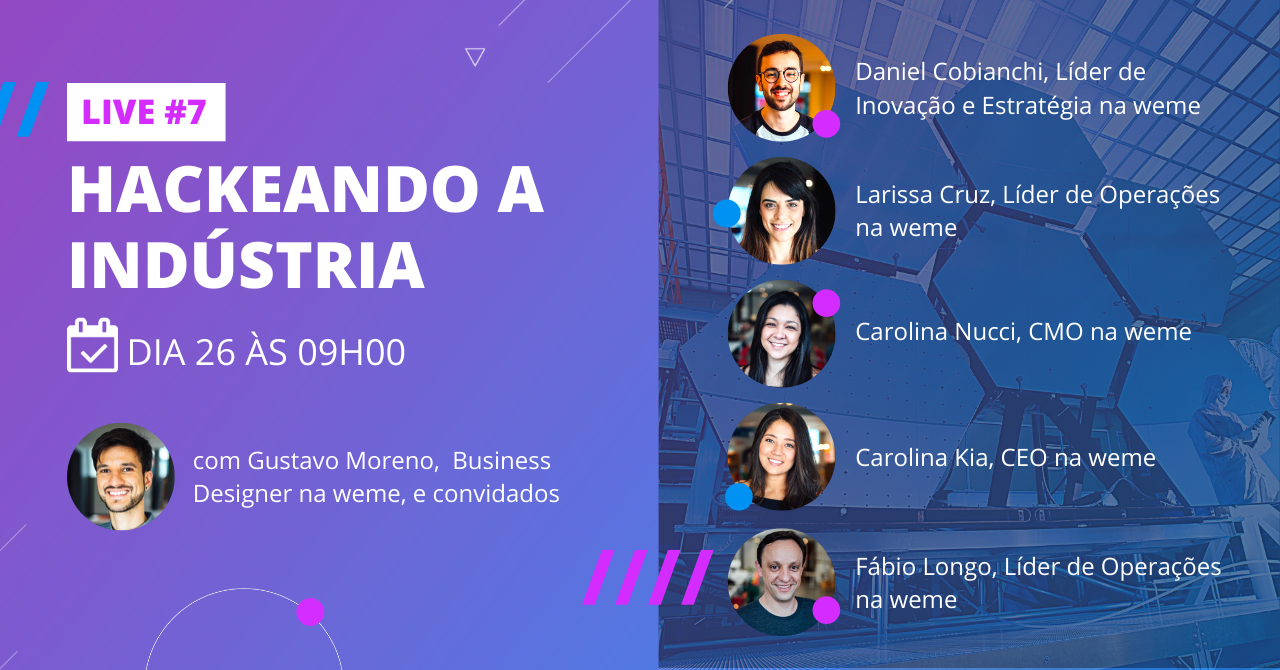 LIVE #7
HACKEANDO A
INDÚSTRIA
DIA 26 ÀS 09H00
com Gustavo Moreno,  Business
Designer na weme, e convidados
Daniel Cobianchi, Líder de
Inovação e Estratégia na weme
Larissa Cruz, Líder de Operações
na weme
Carolina Nucci, CMO na weme
Carolina Kia, CEO na weme
Fábio Longo, Líder de Operações
na weme